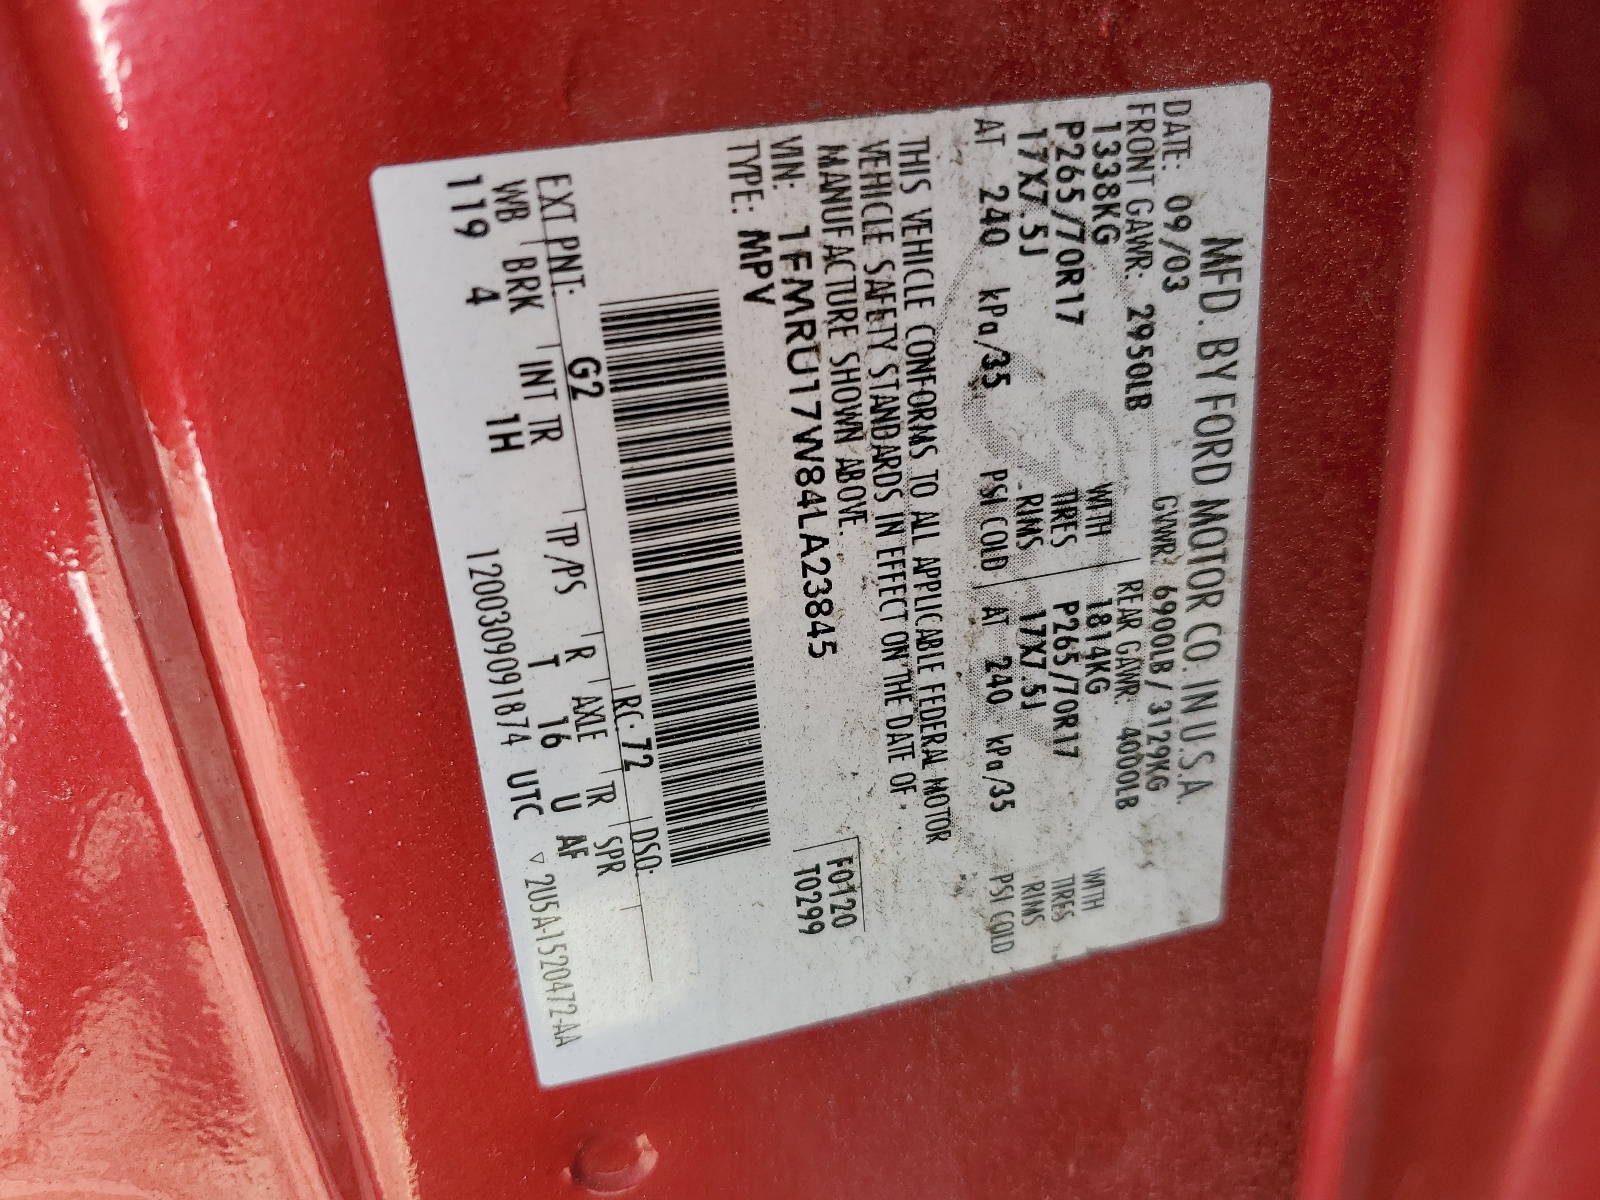 MFD. BY FORD MOTOR CO. IN U.S.A.
DATE: 09/03 GVWR: 6900LB / 3129KG
FRONT GAWR: 2950LB REAR GAWR: 4000LB
1338KG WITH 1814KG WITH
P265/70R17 TIRES P265/70R17 TIRES
17X7.5J RIMS 17X7.5J RIMS
AT 240 kPa/35 PSI COLD AT 240 kPa/35 PSI COLD
THIS VEHICLE CONFORMS TO ALL APPLICABLE FEDERAL MOTOR
VEHICLE SAFETY STANDARDS IN EFFECT ON THE DATE OF
MANUFACTURE SHOWN ABOVE.
VIN: 1FMRU17W84LA23845 F0120
TYPE: MPV T0299
EXT PNT: G2 RC: 72 DSO:
WB BRK INT TR TP/PS R AXLE TR SPR
119 4 1H T 16 U AF
1200309091874 UTC ▽ 2U5A-1520472-AA